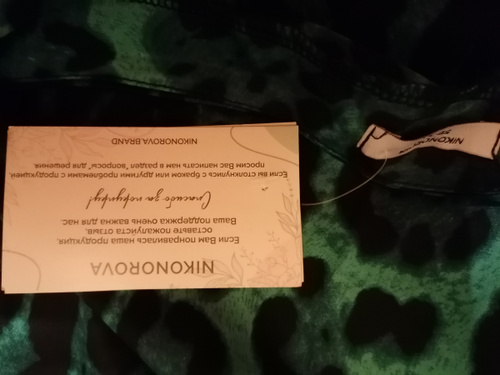 NIKONOROVA
Если Вам понравилась наша продукция,
оставьте пожалуйста отзыв.
Ваша поддержка очень важна для нас.
Спасибо за покупку!
Если вы столкнулись с браком или другими проблемами с продукцией,
просим Вас написать нам в раздел "вопросы" для решения.
NIKONOROVA BRAND
NIKONOROVA